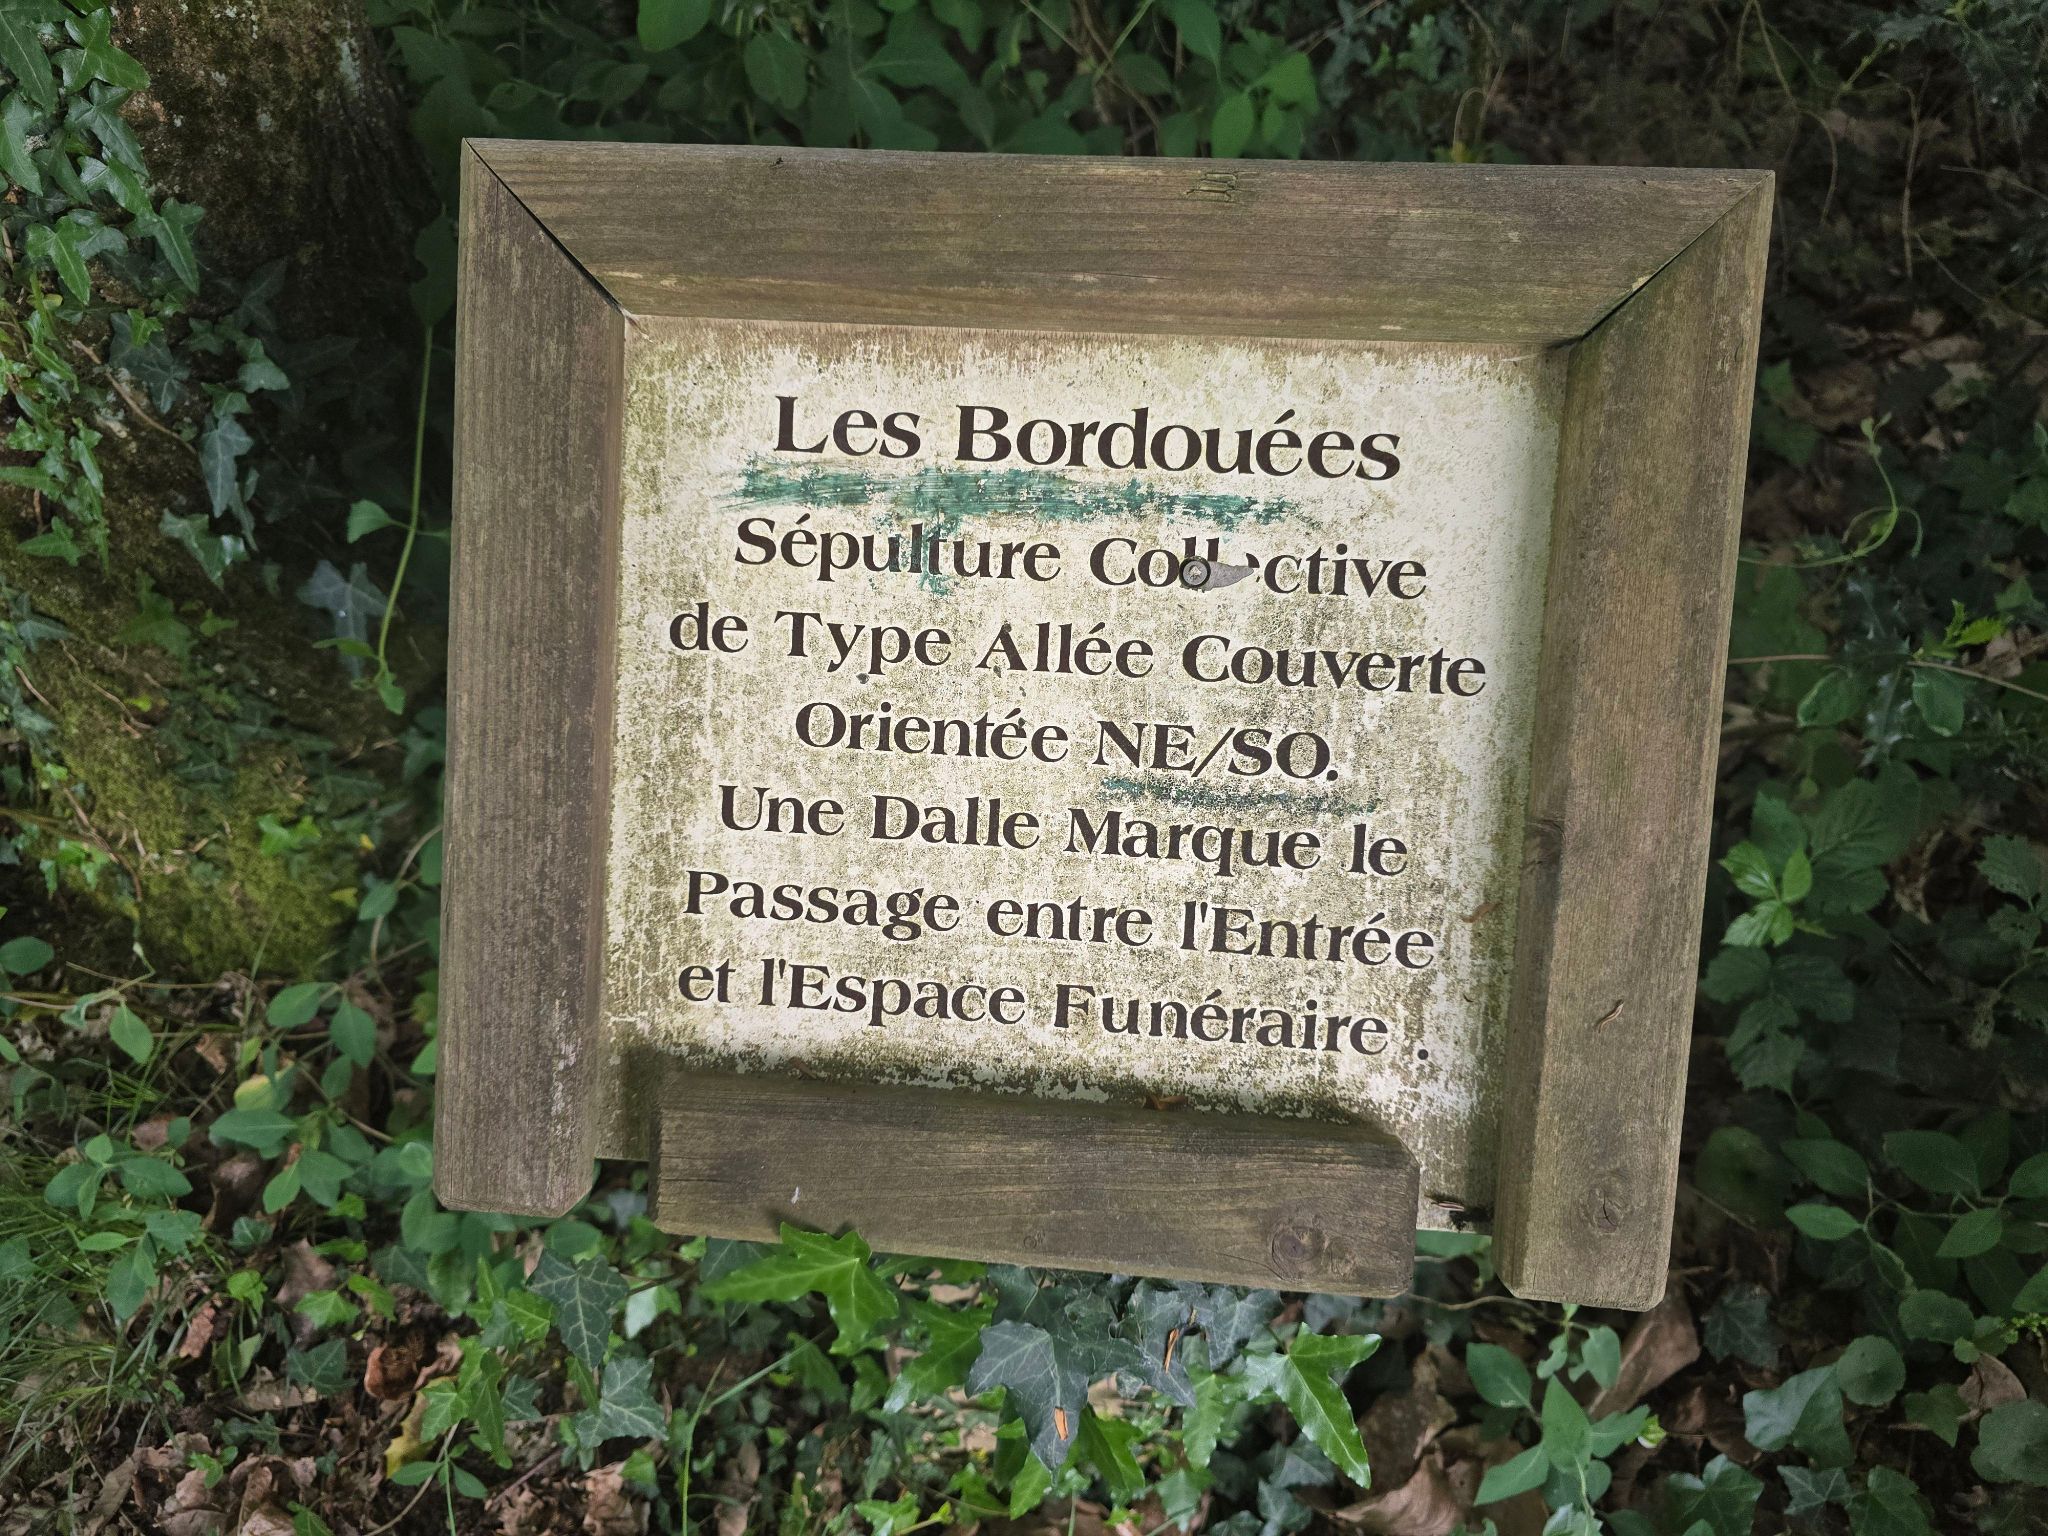 Les Bordouées
Sépulture Collective
de Type Allée Couverte
Orientée NE/SO.
Une Dalle Marque le
Passage entre l'Entrée
et l'Espace Funéraire .